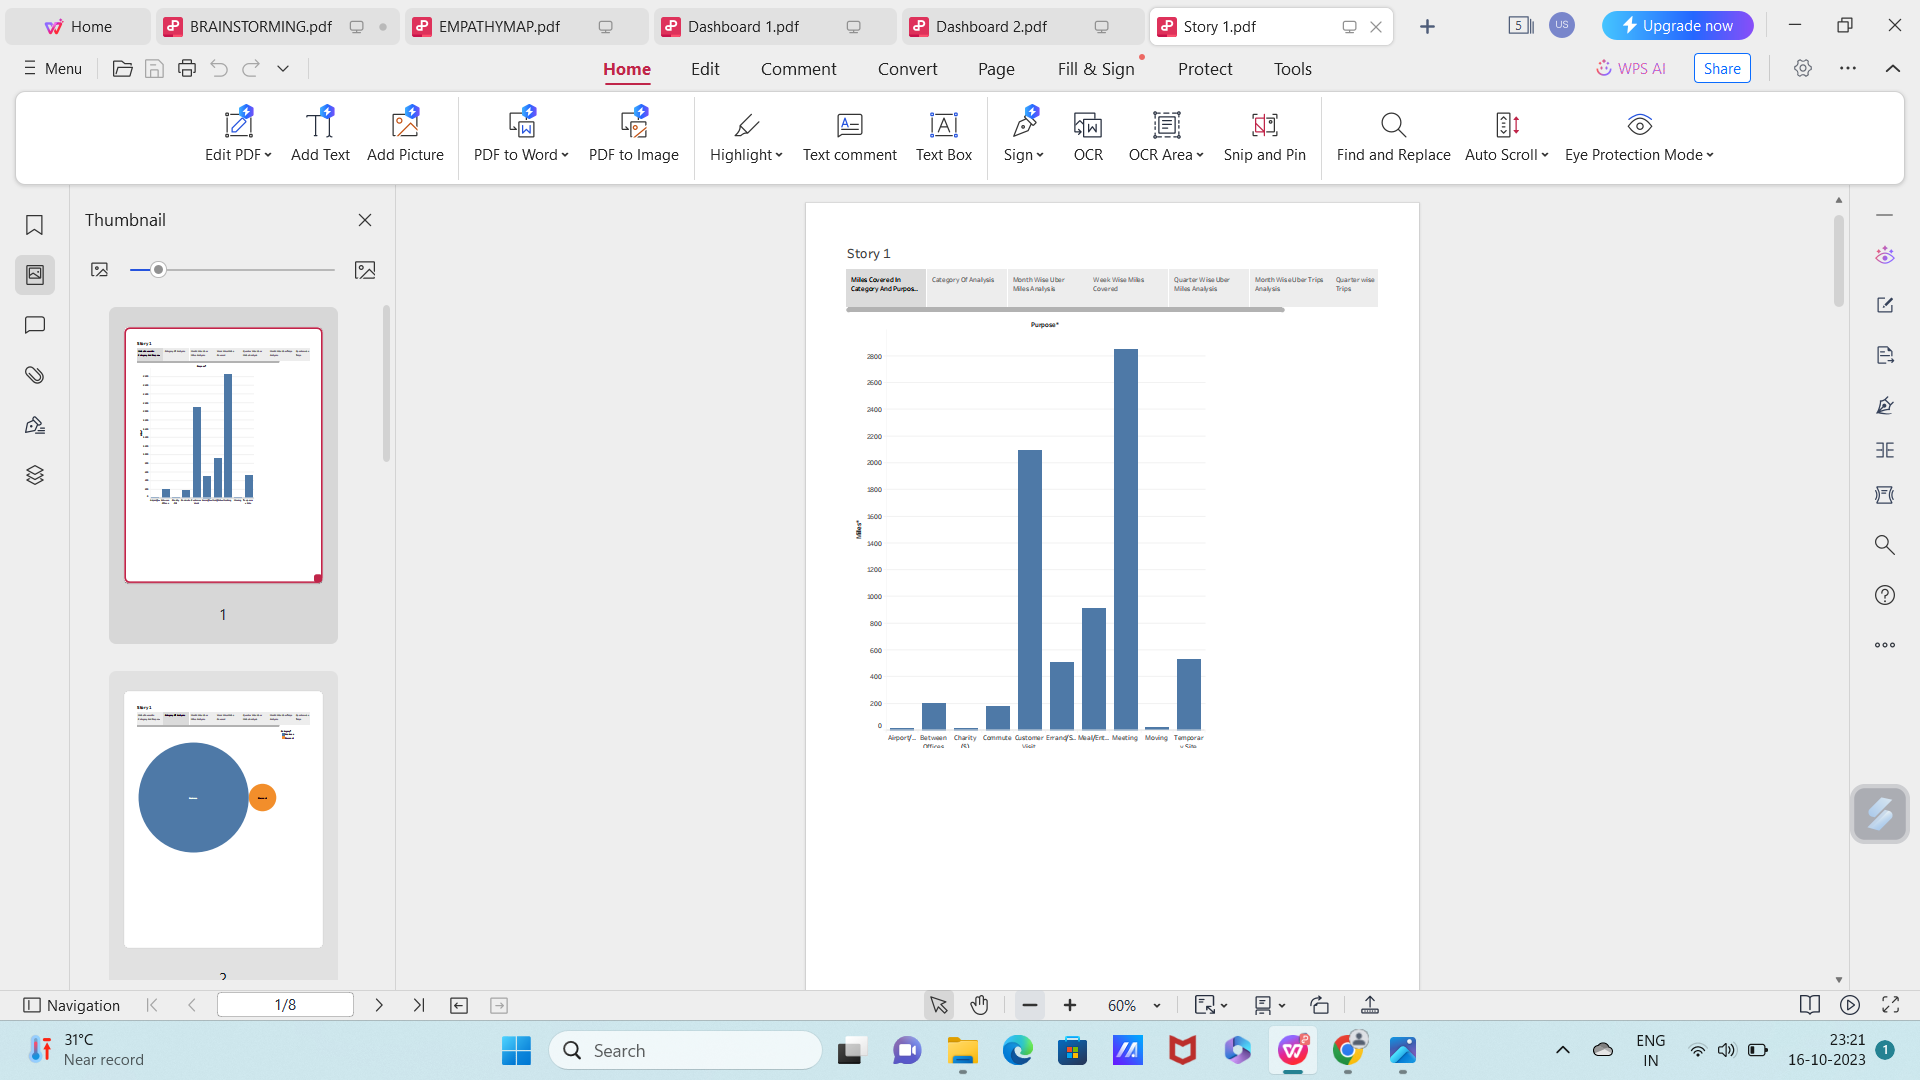 Home
BRAINSTORMING.pdf
EMPATHYMAP.pdf
Dashboard 1.pdf
Dashboard 2.pdf
Story 1.pdf
5
US
Upgrade now
Menu
Home
Edit
Comment
Convert
Page
Fill & Sign
Protect
Tools
WPS AI
Share
Edit PDF
Add Text
Add Picture
PDF to Word
PDF to Image
Highlight
Text comment
Text Box
Sign
OCR
OCR Area
Snip and Pin
Find and Replace
Auto Scroll
Eye Protection Mode
Thumbnail
Story 1
1
Story 1
2
Story 1
Miles Covered In
Category And Purpos..
Category Of Analysis
Month Wise Uber
Miles Analysis
Week Wise Miles
Covered
Quarter Wise Uber
Miles Analysis
Month Wise Uber Trips
Analysis
Quarter wise
Trips
Purpose*
Miles*
2800
2600
2400
2200
2000
1800
1600
1400
1200
1000
800
600
400
200
0
Airport/..
Between
Offices
Charity
($)
Commute
Customer
Visit
Errand/S..
Meal/Ent..
Meeting
Moving
Temporar
y Site
Navigation
1/8
60%
31°C
Near record
Search
ENG
IN
23:21
16-10-2023
1